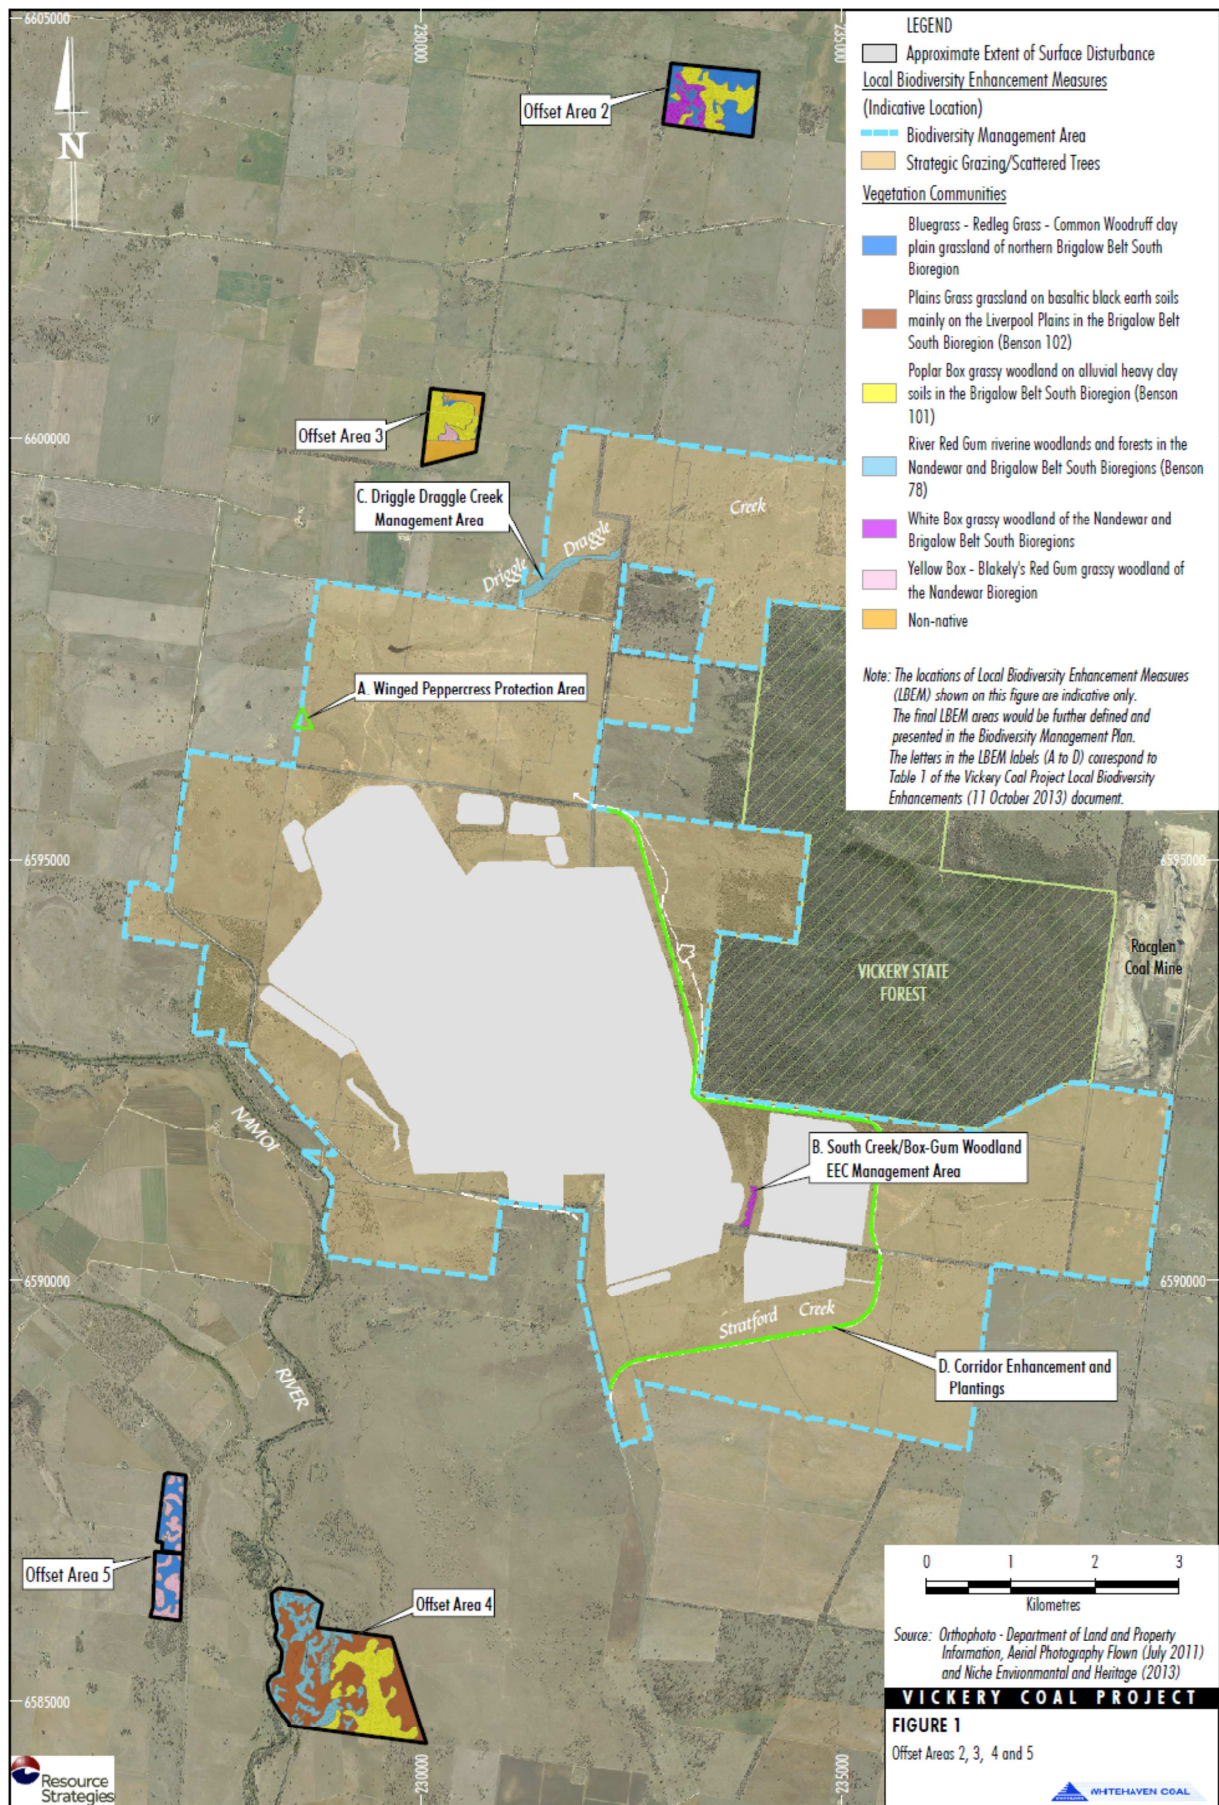 6605000
230000
235000
N
Offset Area 2
LEGEND
Approximate Extent of Surface Disturbance
Local Biodiversity Enhancement Measures
(Indicative Location)
Biodiversity Management Area
Strategic Grazing/Scattered Trees
Vegetation Communities
Bluegrass - Redleg Grass - Common Woodruff clay
plain grassland of northern Brigalow Belt South
Bioregion
Plains Grass grassland on basaltic black earth soils
mainly on the Liverpool Plains in the Brigalow Belt
South Bioregion (Benson 102)
Poplar Box grassy woodland on alluvial heavy clay
soils in the Brigalow Belt South Bioregion (Benson
101)
River Red Gum riverine woodlands and forests in the
Nandewar and Brigalow Belt South Bioregions (Benson
78)
White Box grassy woodland of the Nandewar and
Brigalow Belt South Bioregions
Yellow Box - Blakely's Red Gum grassy woodland of
the Nandewar Bioregion
Non-native
Note: The locations of Local Biodiversity Enhancement Measures
(LBEM) shown on this figure are indicative only.
The final LBEM areas would be further defined and
presented in the Biodiversity Management Plan.
The letters in the LBEM labels (A to D) correspond to
Table 1 of the Vickery Coal Project Local Biodiversity
Enhancements (11 October 2013) document.
Offset Area 3
6600000
C. Driggle Draggle Creek
Management Area
Driggle Draggle Creek
A. Winged Peppercress Protection Area
6595000
6595000
Rocglen
Coal Mine
VICKERY STATE
FOREST
NAMOI
RIVER
B. South Creek/Box-Gum Woodland
EEC Management Area
6590000
6590000
Stratford Creek
D. Corridor Enhancement and
Plantings
Offset Area 5
Offset Area 4
6585000
230000
235000
0 1 2 3
Kilometres
Source: Orthophoto - Department of Land and Property
Information, Aerial Photography Flown (July 2011)
and Niche Environmantal and Heritage (2013)
VICKERY COAL PROJECT
FIGURE 1
Offset Areas 2, 3, 4 and 5
Resource
Strategies
WHITEHAVEN COAL